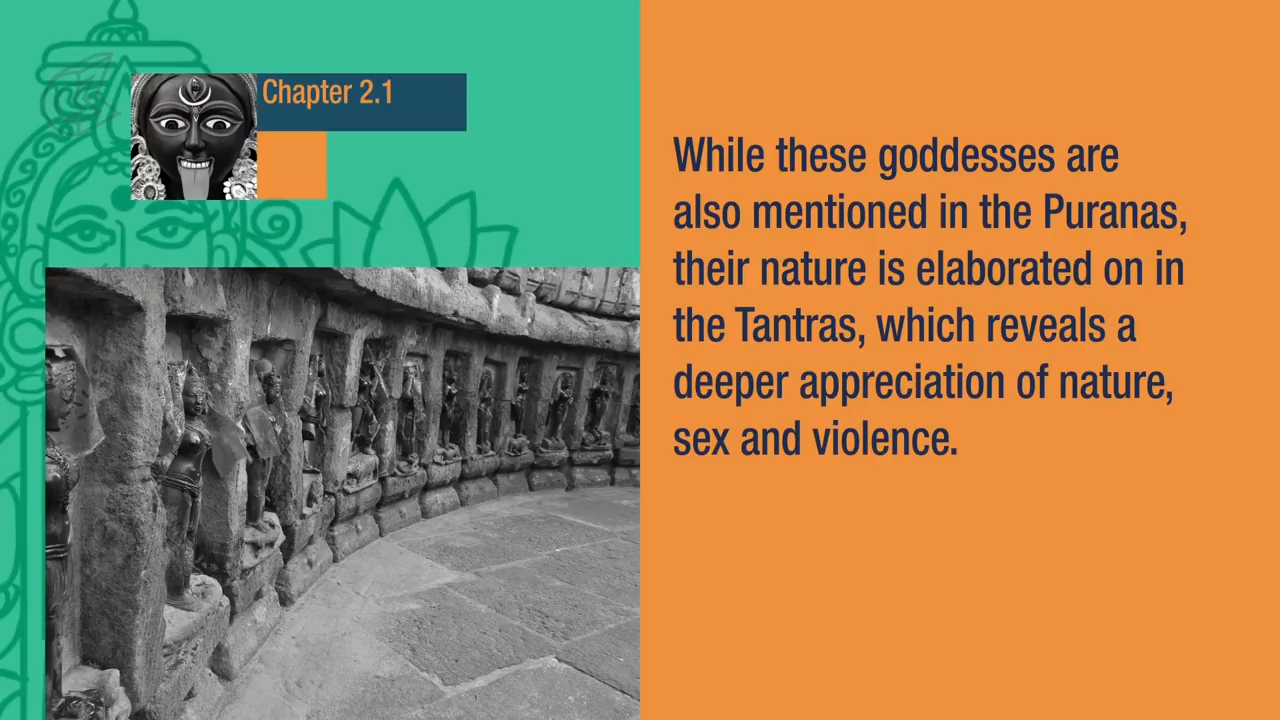 Chapter 2.1
While these goddesses are
also mentioned in the Puranas,
their nature is elaborated on in
the Tantras, which reveals a
deeper appreciation of nature,
sex and violence.